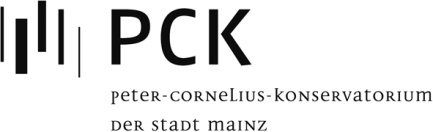 PCK
peter-cornelius-konservatorium
der stadt mainz